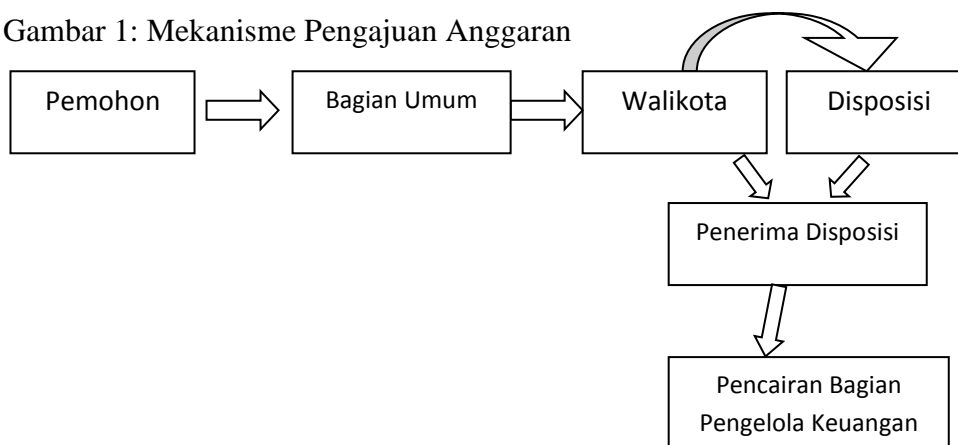 Gambar 1: Mekanisme Pengajuan Anggaran
Pemohon
Bagian Umum
Walikota
Disposisi
Penerima Disposisi
Pencairan Bagian
Pengelola Keuangan